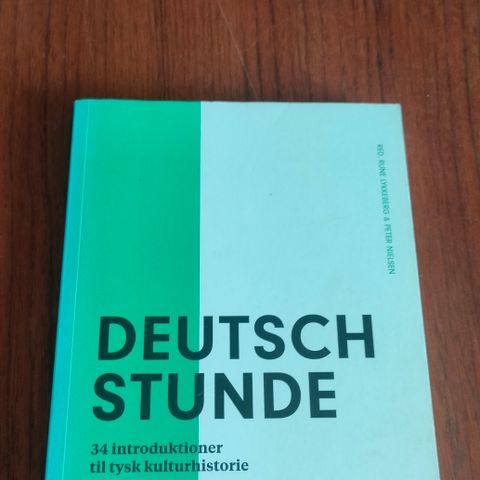 RED. RUNE LYKKEBERG & PETER NIELSEN
DEUTSCH
STUNDE
34 introduktioner
til tysk kulturhistorie